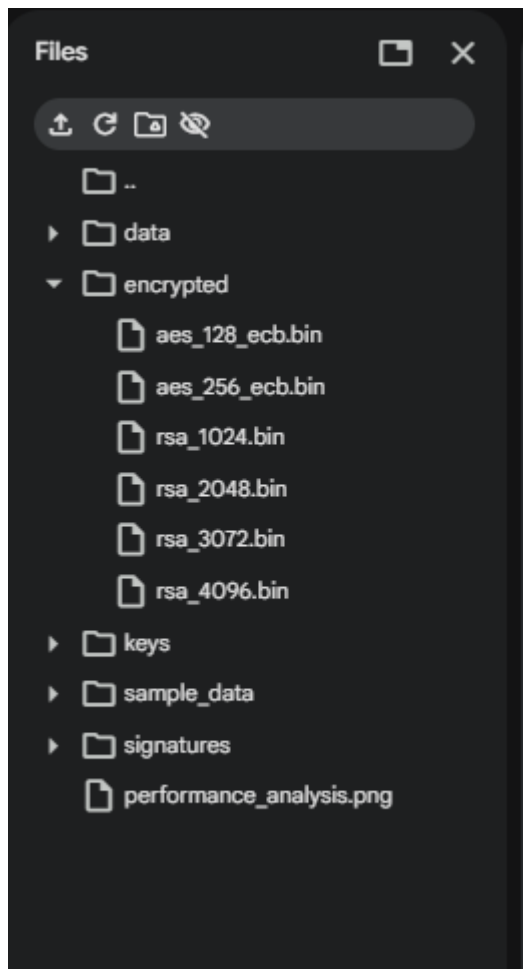 Files
..
data
encrypted
aes_128_ecb.bin
aes_256_ecb.bin
rsa_1024.bin
rsa_2048.bin
rsa_3072.bin
rsa_4096.bin
keys
sample_data
signatures
performance_analysis.png